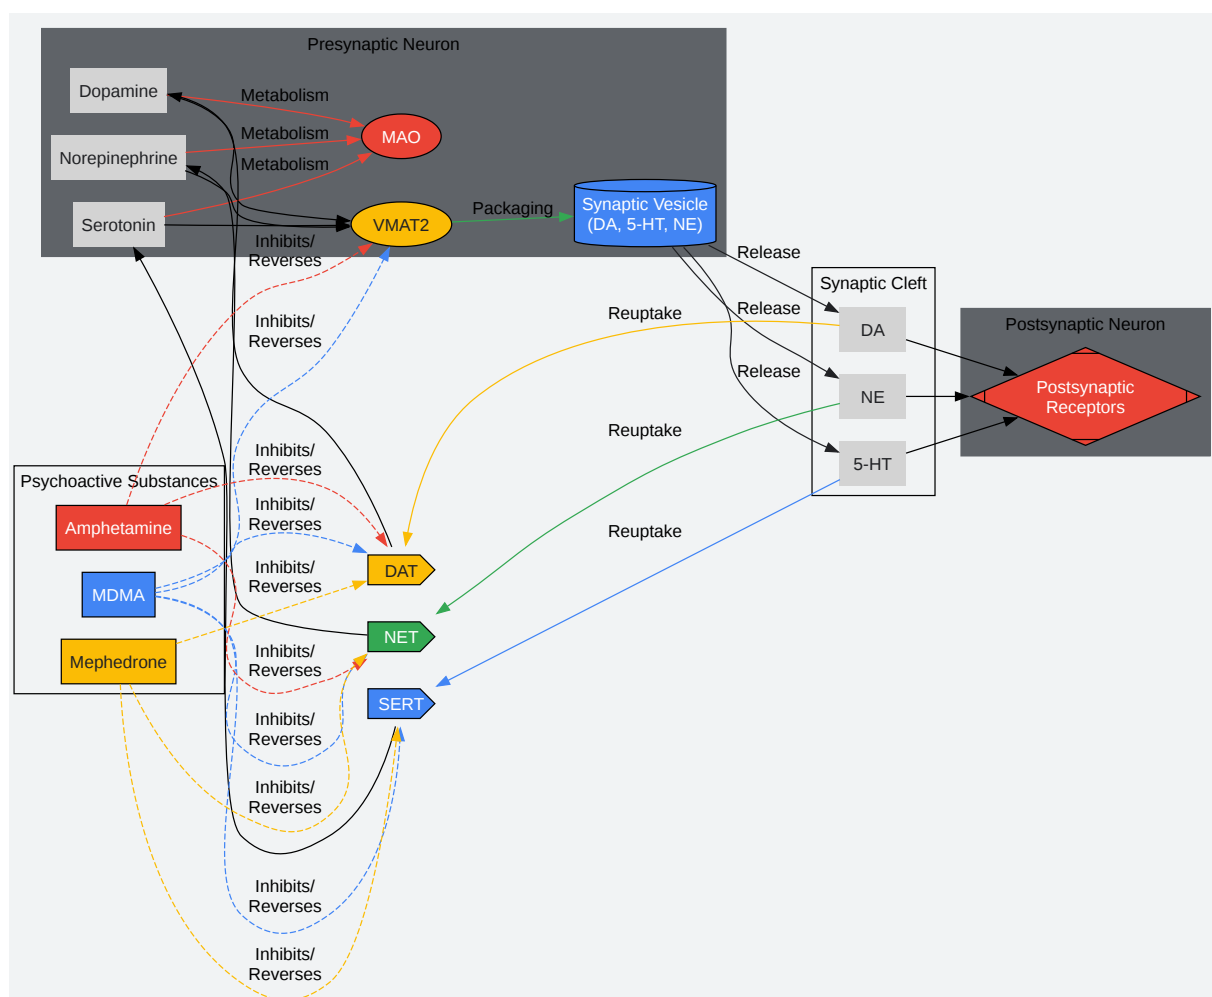 Presynaptic Neuron
Dopamine
Metabolism
MAO
Norepinephrine
Metabolism
Metabolism
Serotonin
VMAT2
Packaging
Synaptic Vesicle
(DA, 5-HT, NE)
Inhibits/
Reverses
Inhibits/
Reverses
Release
Release
Release
Synaptic Cleft
DA
NE
5-HT
Postsynaptic Neuron
Postsynaptic
Receptors
Reuptake
Reuptake
Reuptake
Psychoactive Substances
Amphetamine
MDMA
Mephedrone
Inhibits/
Reverses
Inhibits/
Reverses
Inhibits/
Reverses
Inhibits/
Reverses
Inhibits/
Reverses
Inhibits/
Reverses
Inhibits/
Reverses
Inhibits/
Reverses
DAT
NET
SERT